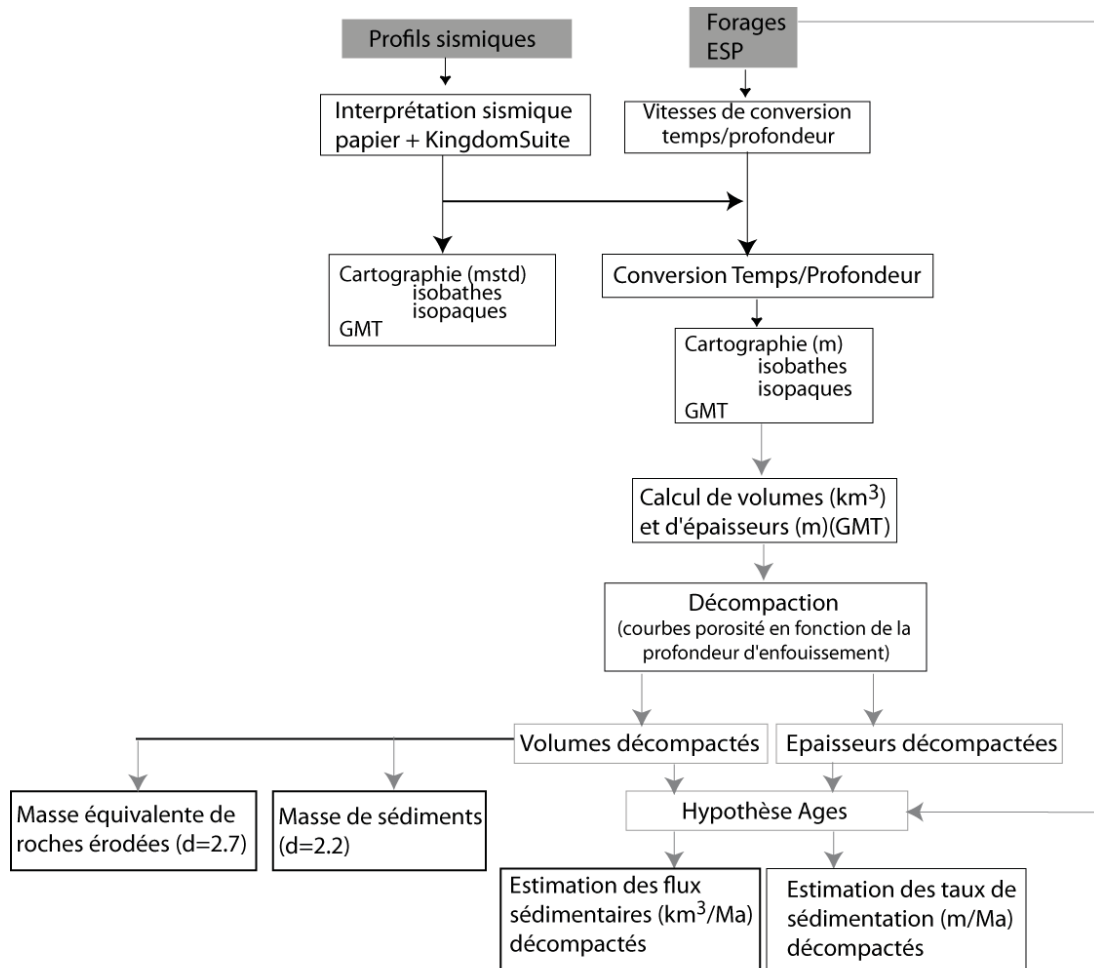 Profils sismiques
Forages
ESP
Interprétation sismique
papier + KingdomSuite
Vitesses de conversion
temps/profondeur
Cartographie (mstd)
isobathes
isopaques
GMT
Conversion Temps/Profondeur
Cartographie (m)
isobathes
isopaques
GMT
Calcul de volumes (km³)
et d'épaisseurs (m)(GMT)
Décompaction
(courbes porosité en fonction de la
profondeur d'enfouissement)
Volumes décompactés
Epaisseurs décompactées
Masse équivalente de
roches érodées (d=2.7)
Masse de sédiments
(d=2.2)
Hypothèse Ages
Estimation des flux
sédimentaires (km³/Ma)
décompactés
Estimation des taux de
sédimentation (m/Ma)
décompactés